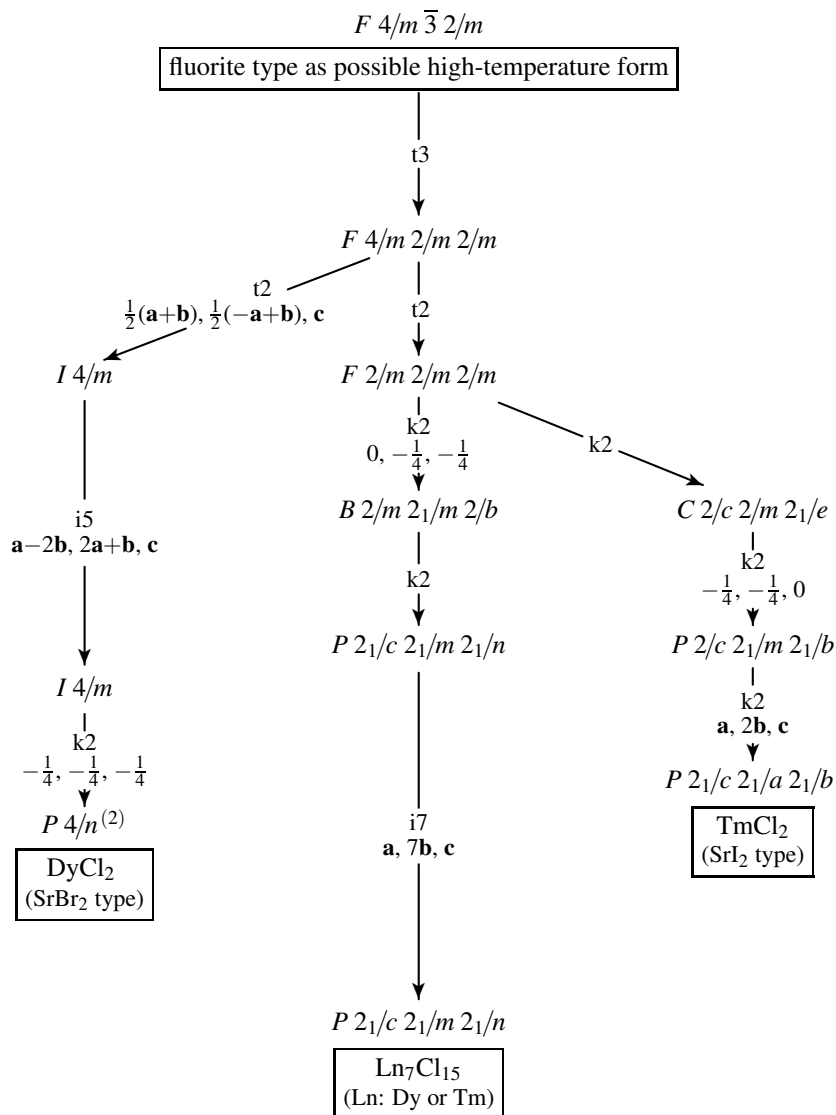 F 4/m 3̅ 2/m
fluorite type as possible high-temperature form
t3
F 4/m 2/m 2/m
t2
½(a+b), ½(−a+b), c
t2
I 4/m
F 2/m 2/m 2/m
k2
0, −¼, −¼
k2
B 2/m 2₁/m 2/b
C 2/c 2/m 2₁/e
i5
a−2b, 2a+b, c
k2
k2
−¼, −¼, 0
P 2₁/c 2₁/m 2₁/n
P 2/c 2₁/m 2₁/b
I 4/m
k2
a, 2b, c
k2
−¼, −¼, −¼
P 2₁/c 2₁/a 2₁/b
P 4/n⁽²⁾
TmCl₂
(SrI₂ type)
DyCl₂
(SrBr₂ type)
i7
a, 7b, c
P 2₁/c 2₁/m 2₁/n
Ln₇Cl₁₅
(Ln: Dy or Tm)